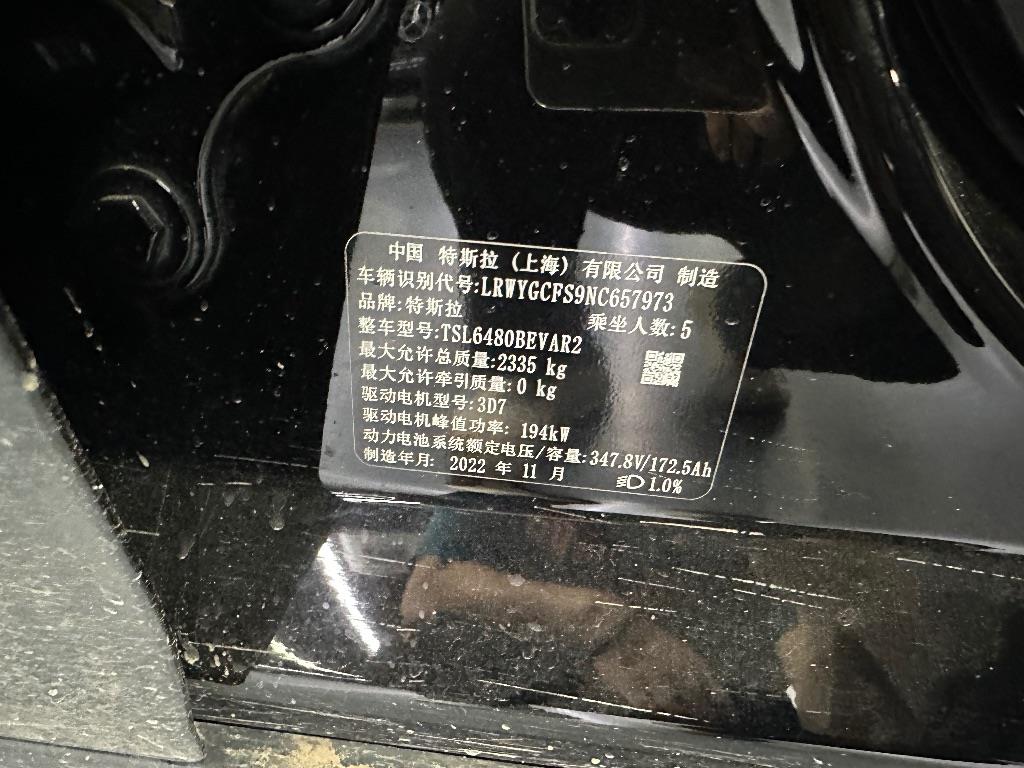 中国 特斯拉（上海）有限公司 制造
车辆识别代号:LRWYGCFS9NC657973
品牌:特斯拉 乘坐人数:5
整车型号:TSL6480BEVAR2
最大允许总质量:2335 kg
最大允许牵引质量:0 kg
驱动电机型号:3D7
驱动电机峰值功率: 194kW
动力电池系统额定电压/容量:347.8V/172.5Ah
制造年月: 2022 年 11 月 1.0%